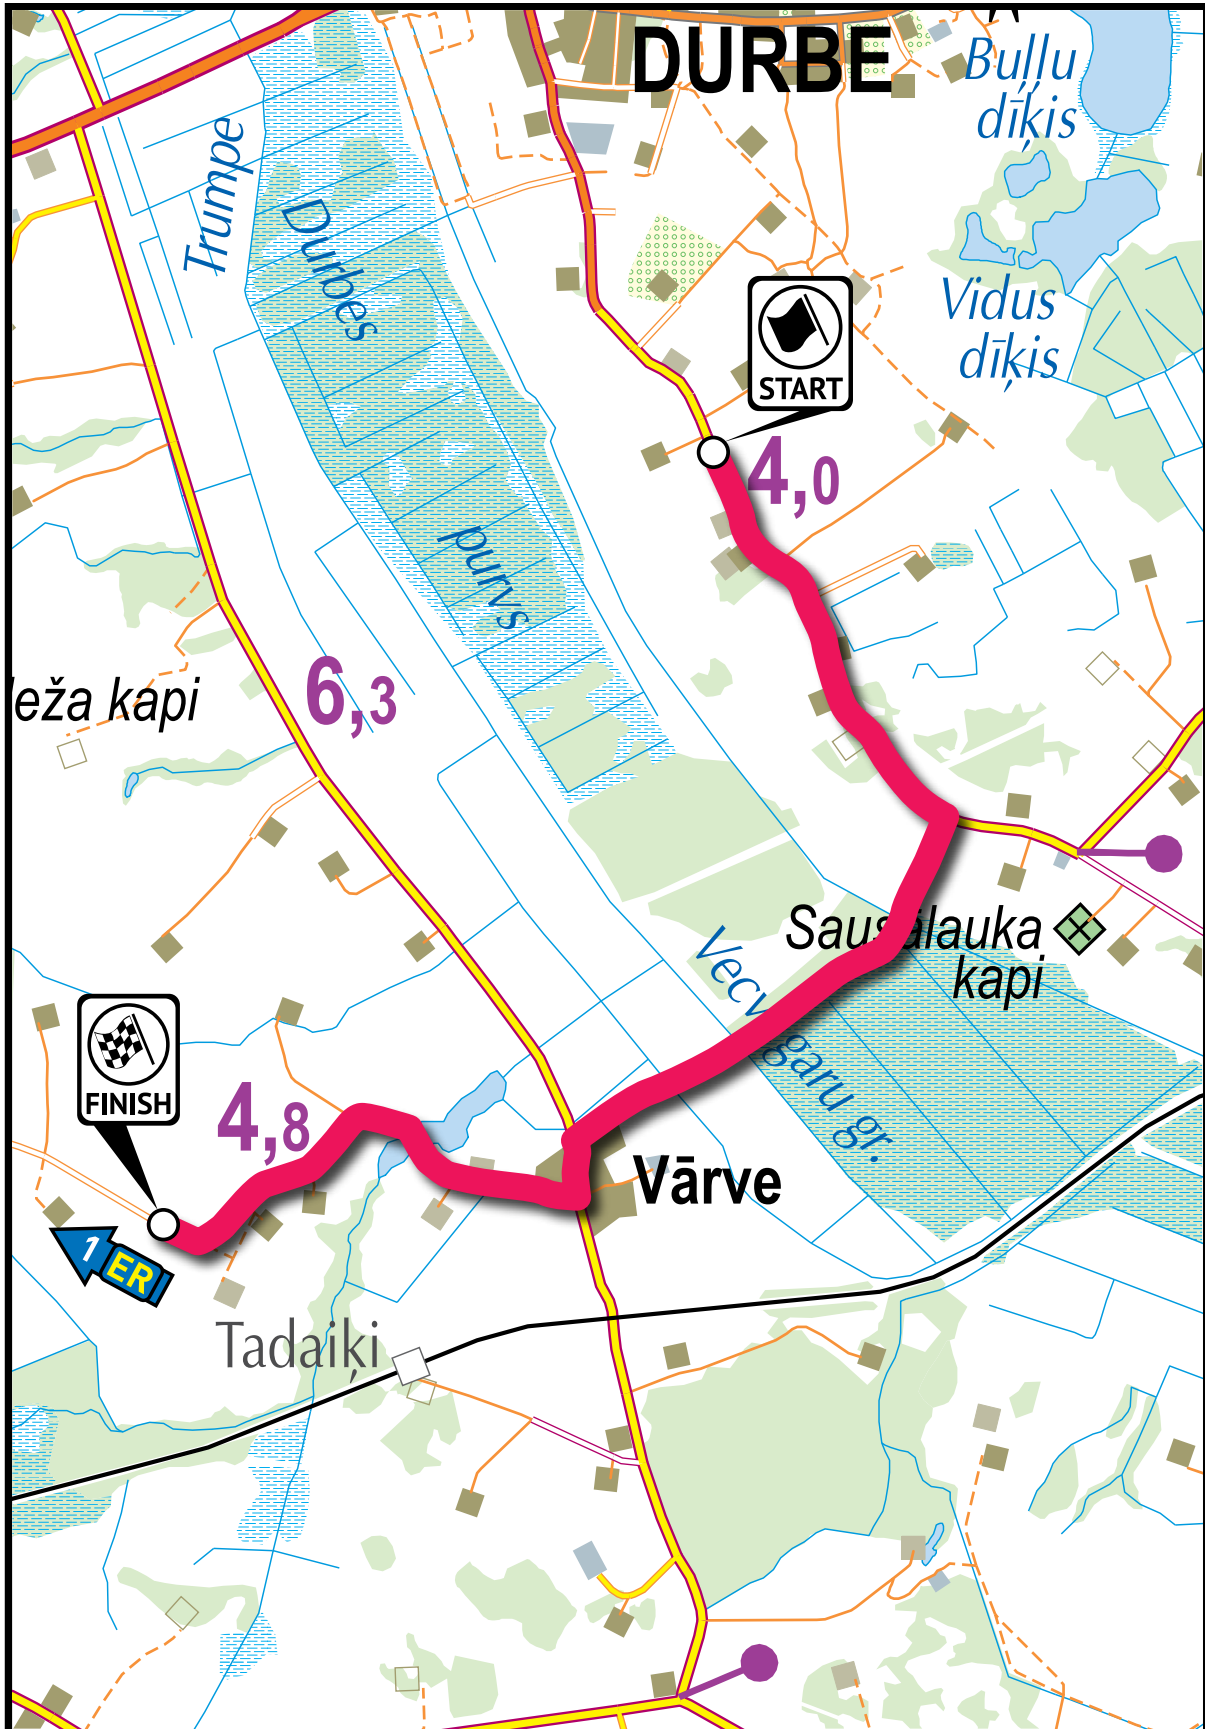 DURBE
Buļļu
dīķis
Trumpe
Durbes
purvs
Vidus
dīķis
START
4,0
eža kapi
6,3
Sausālauka
kapi
Vecvagaru gr.
FINISH
4,8
Vārve
1 ER
Tadaiķi